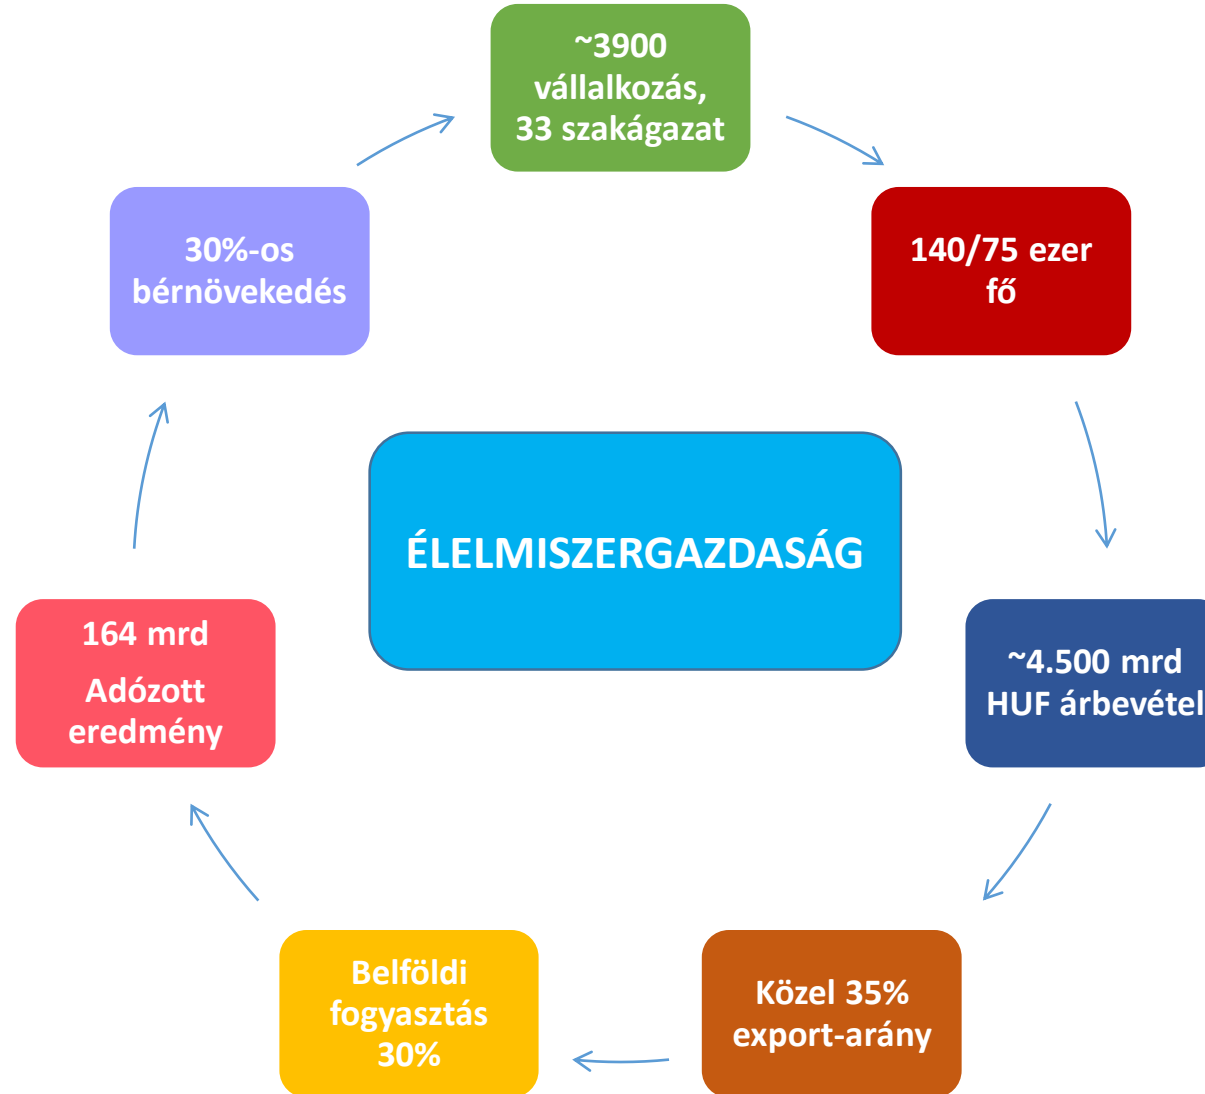 ~3900
vállalkozás,
33 szakágazat
140/75 ezer
fő
~4.500 mrd
HUF árbevétel
Közel 35%
export-arány
Belföldi
fogyasztás
30%
164 mrd
Adózott
eredmény
30%-os
bérnövekedés
ÉLELMISZERGAZDASÁG